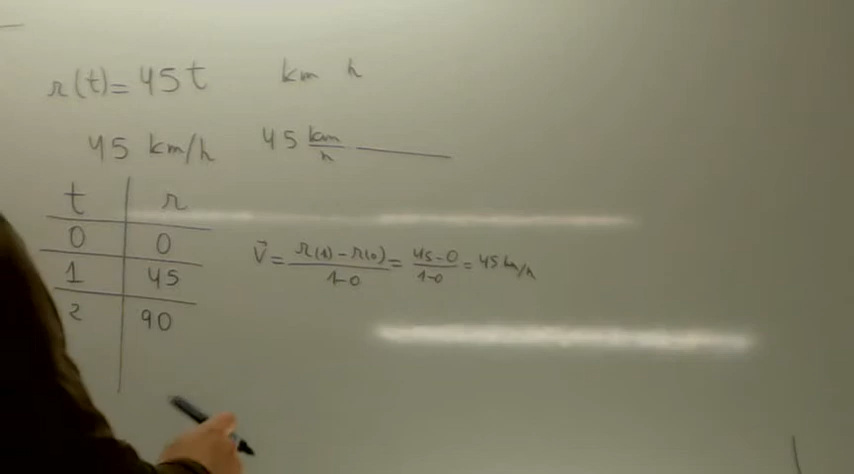 r(t)= 45t km h
45 km/h 45 km/h
t r
0 0
1 45
2 90
v⃗ = (r(1) - r(0))/(1-0) = (45-0)/(1-0) = 45 km/h